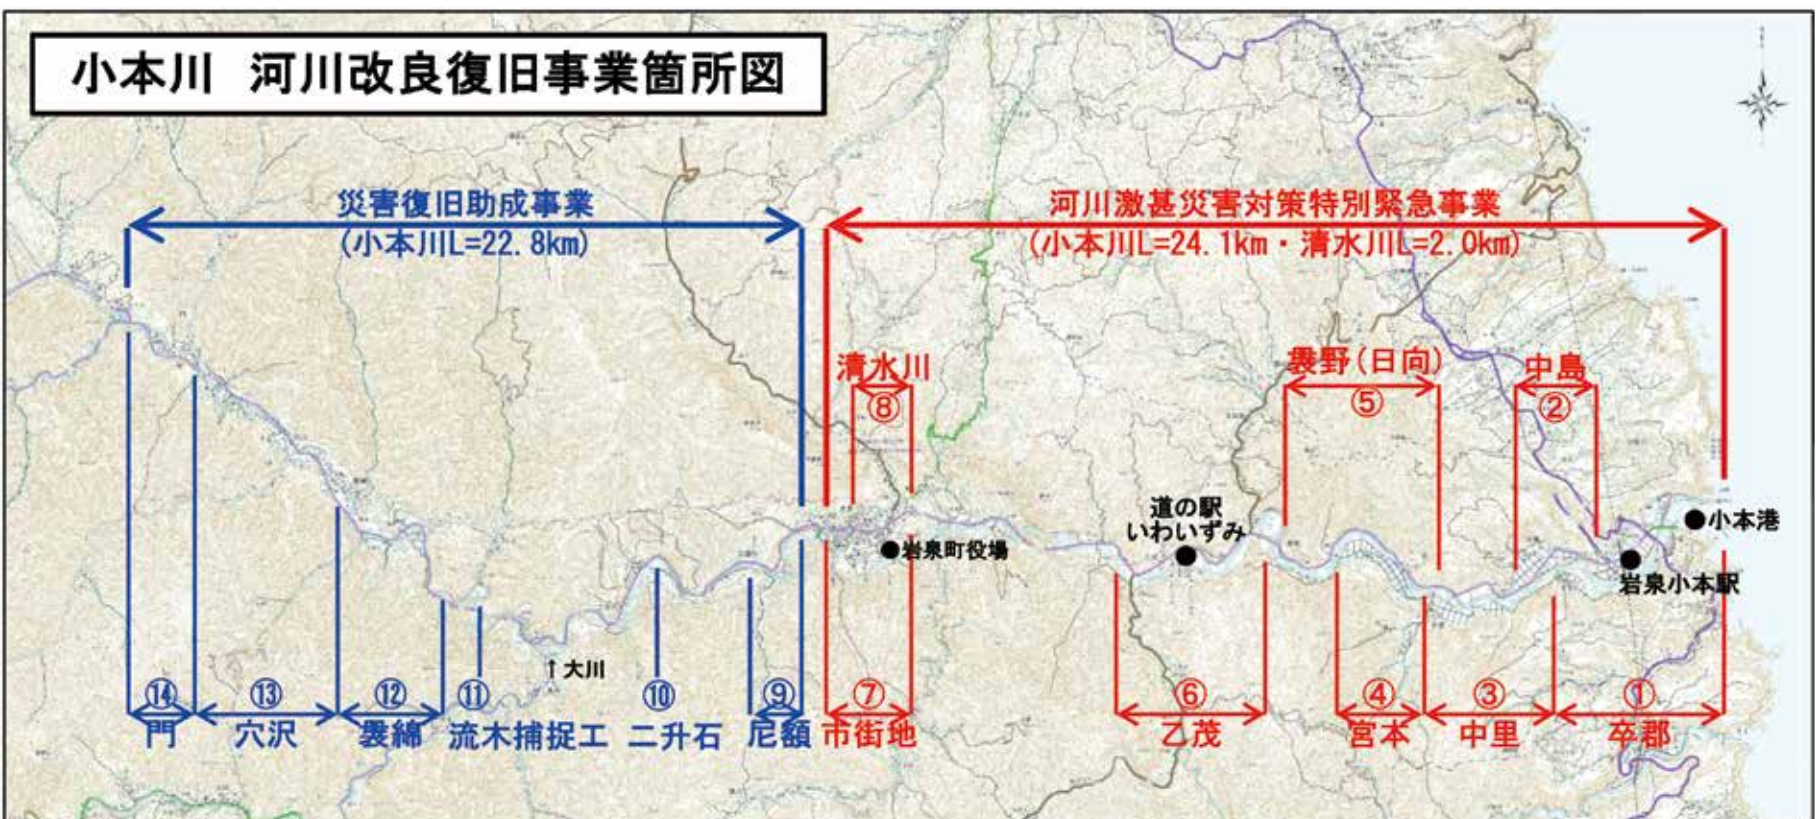 小本川 河川改良復旧事業箇所図
災害復旧助成事業
(小本川L=22.8km)
河川激甚災害対策特別緊急事業
(小本川L=24.1km・清水川L=2.0km)
清水川
⑧
袰野(日向)
⑤
中島
②
道の駅
いわいずみ
小本港
岩泉町役場
岩泉小本駅
↑大川
⑭
門
⑬
穴沢
⑫
袰綿
⑪
流木捕捉工
⑩
二升石
⑨
尼額
⑦
市街地
⑥
乙茂
④
宮本
③
中里
①
卒郡